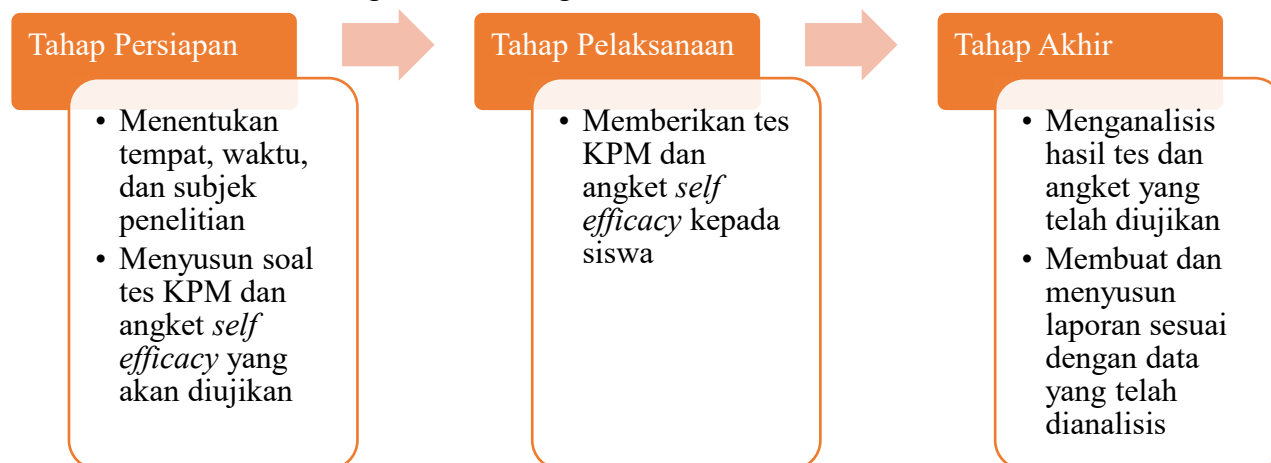 Tahap Persiapan
• Menentukan
tempat, waktu,
dan subjek
penelitian
• Menyusun soal
tes KPM dan
angket self
efficacy yang
akan diujikan
Tahap Pelaksanaan
• Memberikan tes
KPM dan
angket self
efficacy kepada
siswa
Tahap Akhir
• Menganalisis
hasil tes dan
angket yang
telah diujikan
• Membuat dan
menyusun
laporan sesuai
dengan data
yang telah
dianalisis